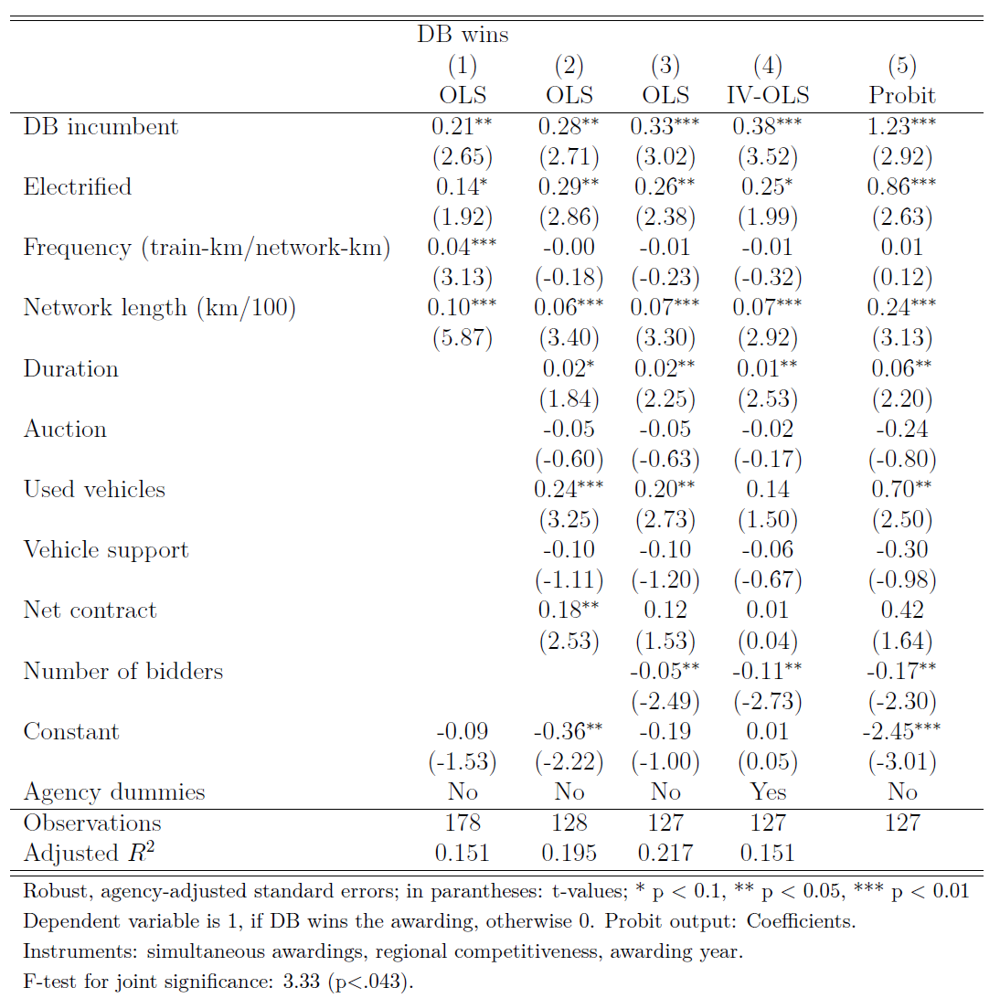 DB wins
(1) (2) (3) (4) (5)
OLS OLS OLS IV-OLS Probit
DB incumbent 0.21** 0.28** 0.33*** 0.38*** 1.23***
(2.65) (2.71) (3.02) (3.52) (2.92)
Electrified 0.14* 0.29** 0.26** 0.25* 0.86***
(1.92) (2.86) (2.38) (1.99) (2.63)
Frequency (train-km/network-km) 0.04*** -0.00 -0.01 -0.01 0.01
(3.13) (-0.18) (-0.23) (-0.32) (0.12)
Network length (km/100) 0.10*** 0.06*** 0.07*** 0.07*** 0.24***
(5.87) (3.40) (3.30) (2.92) (3.13)
Duration 0.02* 0.02** 0.01** 0.06**
(1.84) (2.25) (2.53) (2.20)
Auction -0.05 -0.05 -0.02 -0.24
(-0.60) (-0.63) (-0.17) (-0.80)
Used vehicles 0.24*** 0.20** 0.14 0.70**
(3.25) (2.73) (1.50) (2.50)
Vehicle support -0.10 -0.10 -0.06 -0.30
(-1.11) (-1.20) (-0.67) (-0.98)
Net contract 0.18** 0.12 0.01 0.42
(2.53) (1.53) (0.04) (1.64)
Number of bidders -0.05** -0.11** -0.17**
(-2.49) (-2.73) (-2.30)
Constant -0.09 -0.36** -0.19 0.01 -2.45***
(-1.53) (-2.22) (-1.00) (0.05) (-3.01)
Agency dummies No No No Yes No
Observations 178 128 127 127 127
Adjusted R² 0.151 0.195 0.217 0.151
Robust, agency-adjusted standard errors; in parantheses: t-values; * p < 0.1, ** p < 0.05, *** p < 0.01
Dependent variable is 1, if DB wins the awarding, otherwise 0. Probit output: Coefficients.
Instruments: simultaneous awardings, regional competitiveness, awarding year.
F-test for joint significance: 3.33 (p<.043).